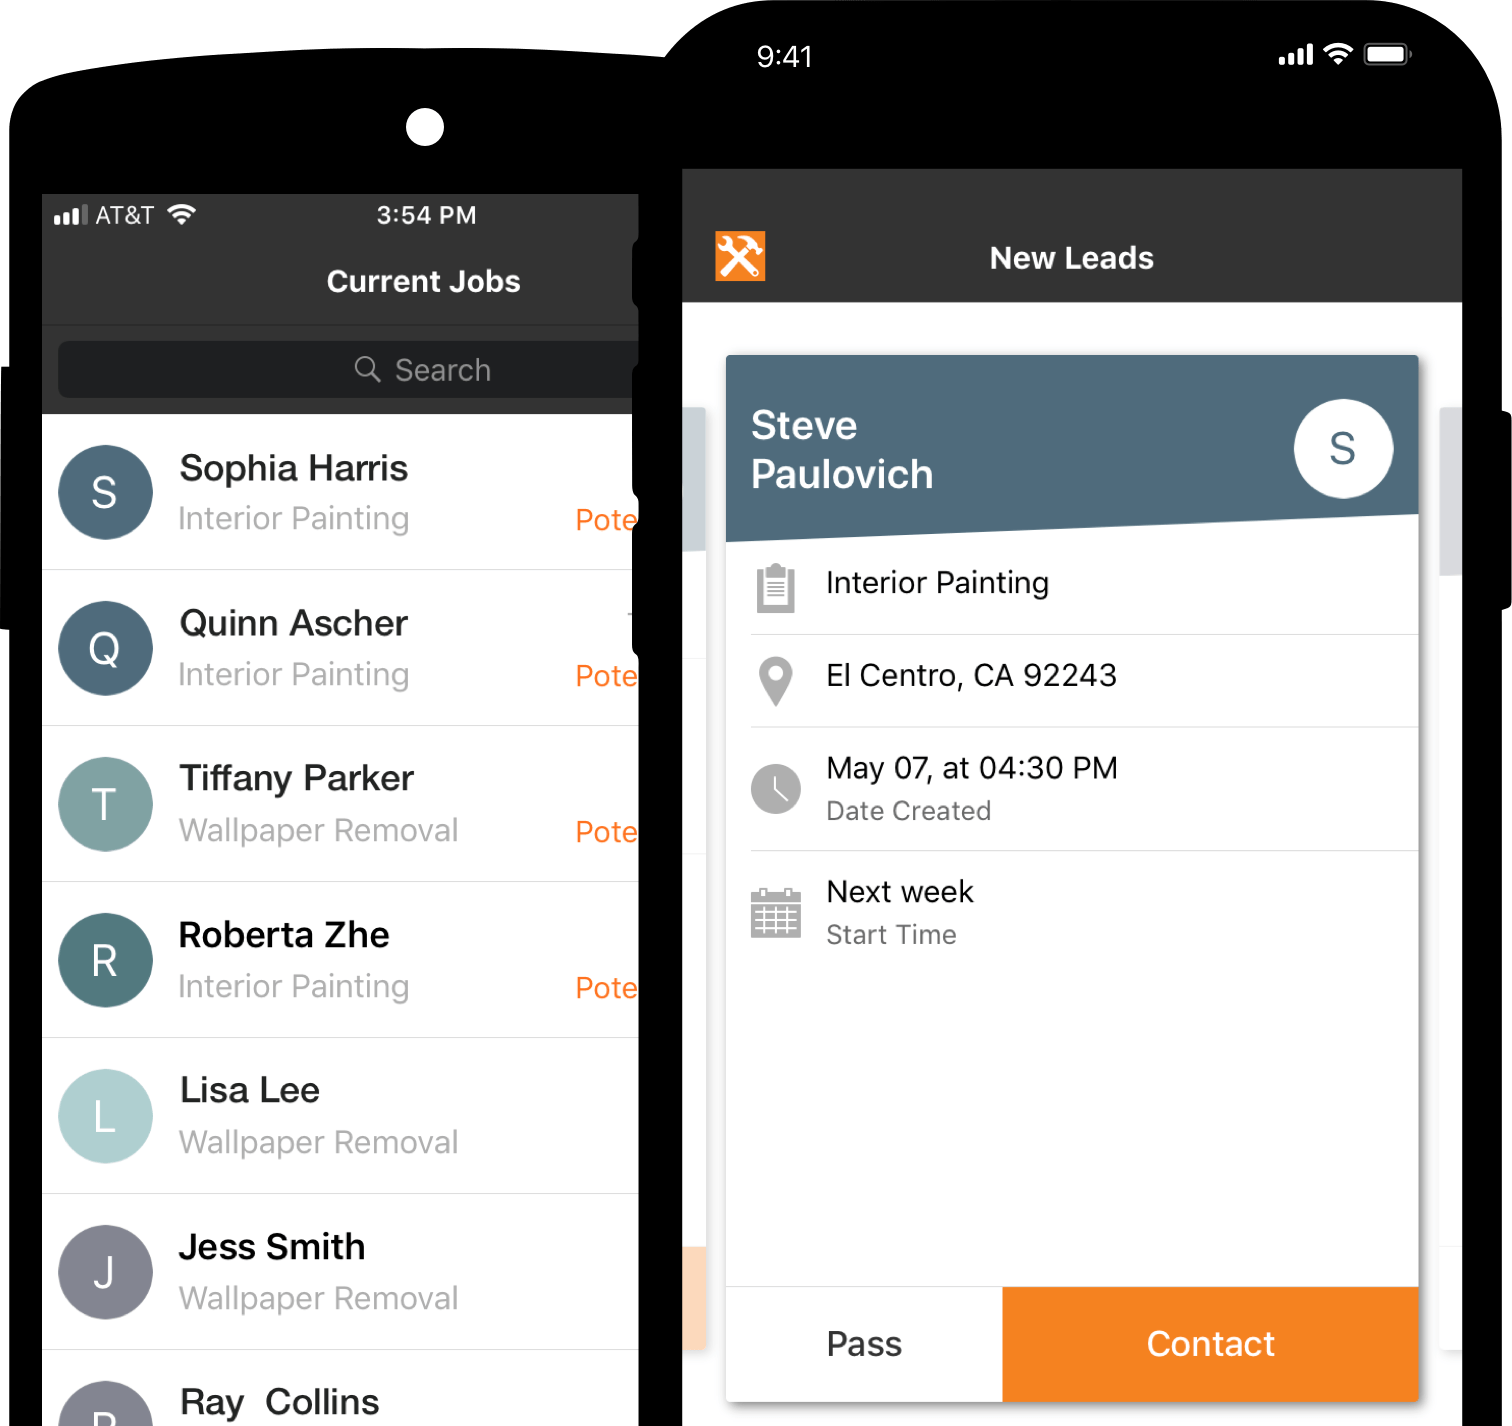 AT&T
3:54 PM
Current Jobs
Search
S
Sophia Harris
Interior Painting
Pote
Q
Quinn Ascher
Interior Painting
Pote
T
Tiffany Parker
Wallpaper Removal
Pote
R
Roberta Zhe
Interior Painting
Pote
L
Lisa Lee
Wallpaper Removal
J
Jess Smith
Wallpaper Removal
R
Ray Collins
9:41
New Leads
Steve
Paulovich
S
Interior Painting
El Centro, CA 92243
May 07, at 04:30 PM
Date Created
Next week
Start Time
Pass
Contact